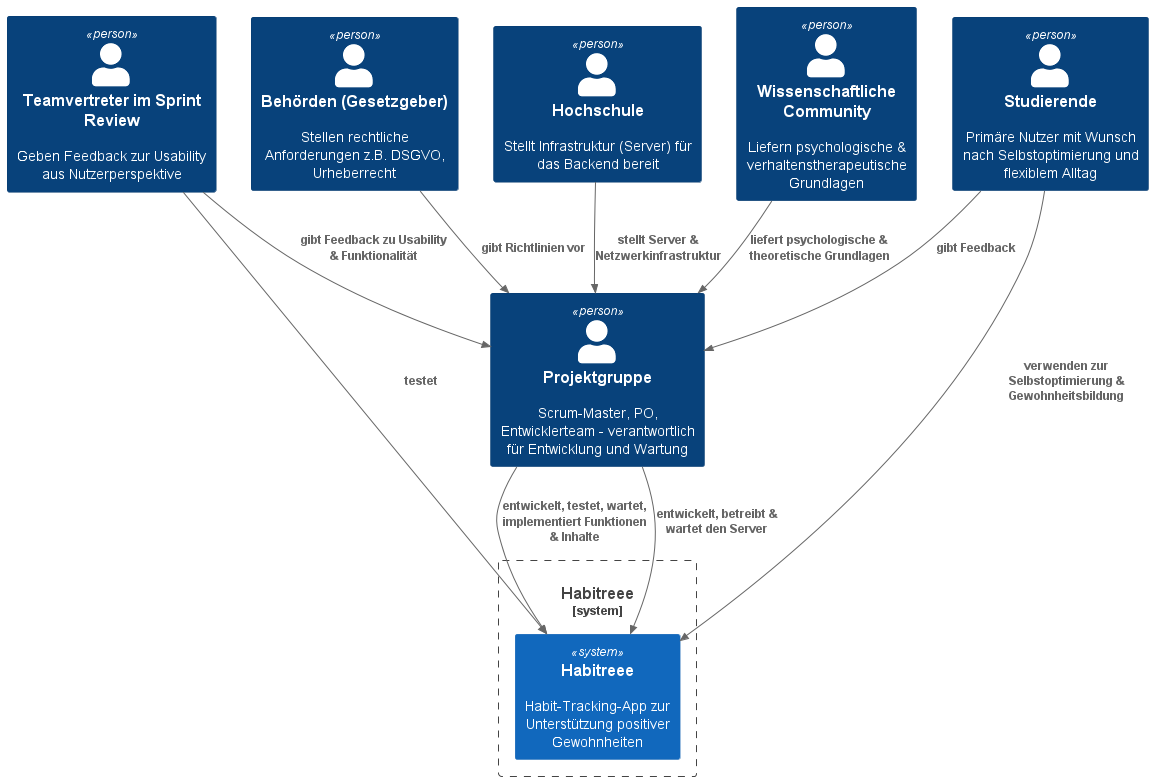 «person»
Teamvertreter im Sprint
Review
Geben Feedback zur Usability
aus Nutzerperspektive
«person»
Behörden (Gesetzgeber)
Stellen rechtliche
Anforderungen z.B. DSGVO,
Urheberrecht
«person»
Hochschule
Stellt Infrastruktur (Server) für
das Backend bereit
«person»
Wissenschaftliche
Community
Liefern psychologische &
verhaltenstherapeutische
Grundlagen
«person»
Studierende
Primäre Nutzer mit Wunsch
nach Selbstoptimierung und
flexiblem Alltag
gibt Feedback zu Usability
& Funktionalität
gibt Richtlinien vor
stellt Server &
Netzwerkinfrastruktur
liefert psychologische &
theoretische Grundlagen
gibt Feedback
«person»
Projektgruppe
Scrum-Master, PO,
Entwicklerteam - verantwortlich
für Entwicklung und Wartung
testet
verwenden zur
Selbstoptimierung &
Gewohnheitsbildung
entwickelt, testet, wartet,
implementiert Funktionen
& Inhalte
entwickelt, betreibt &
wartet den Server
Habitreee
[system]
«system»
Habitreee
Habit-Tracking-App zur
Unterstützung positiver
Gewohnheiten